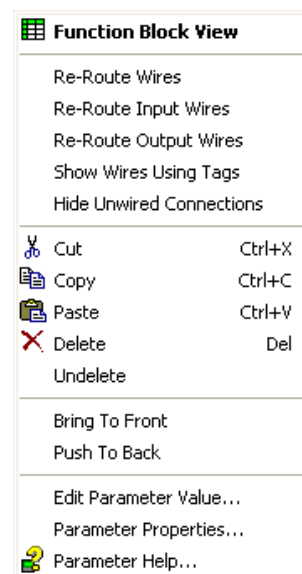 Function Block View
Re-Route Wires
Re-Route Input Wires
Re-Route Output Wires
Show Wires Using Tags
Hide Unwired Connections
Cut Ctrl+X
Copy Ctrl+C
Paste Ctrl+V
Delete Del
Undelete
Bring To Front
Push To Back
Edit Parameter Value...
Parameter Properties...
Parameter Help...